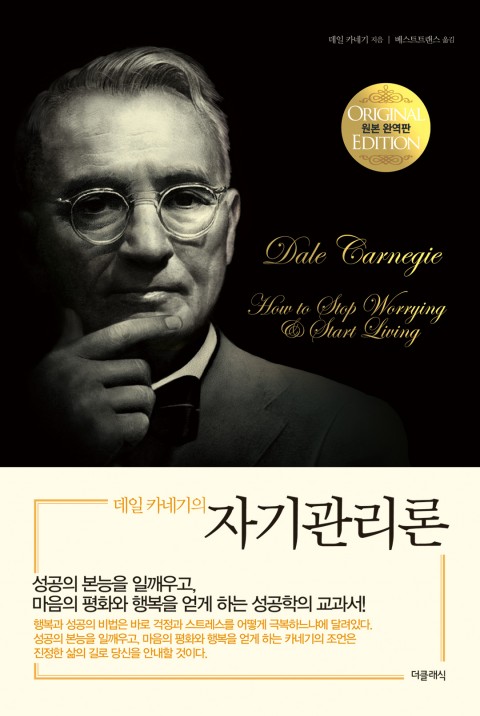 데일 카네기 지음 | 베스트트랜스 옮김
ORIGINAL
원본 완역판
EDITION
Dale Carnegie
How to Stop Worrying
& Start Living
데일 카네기의
자기관리론
성공의 본능을 일깨우고,
마음의 평화와 행복을 얻게 하는 성공학의 교과서!
행복과 성공의 비법은 바로 걱정과 스트레스를 어떻게 극복하느냐에 달려있다.
성공의 본능을 일깨우고, 마음의 평화와 행복을 얻게 하는 카네기의 조언은
진정한 삶의 길로 당신을 안내할 것이다.
더클래식